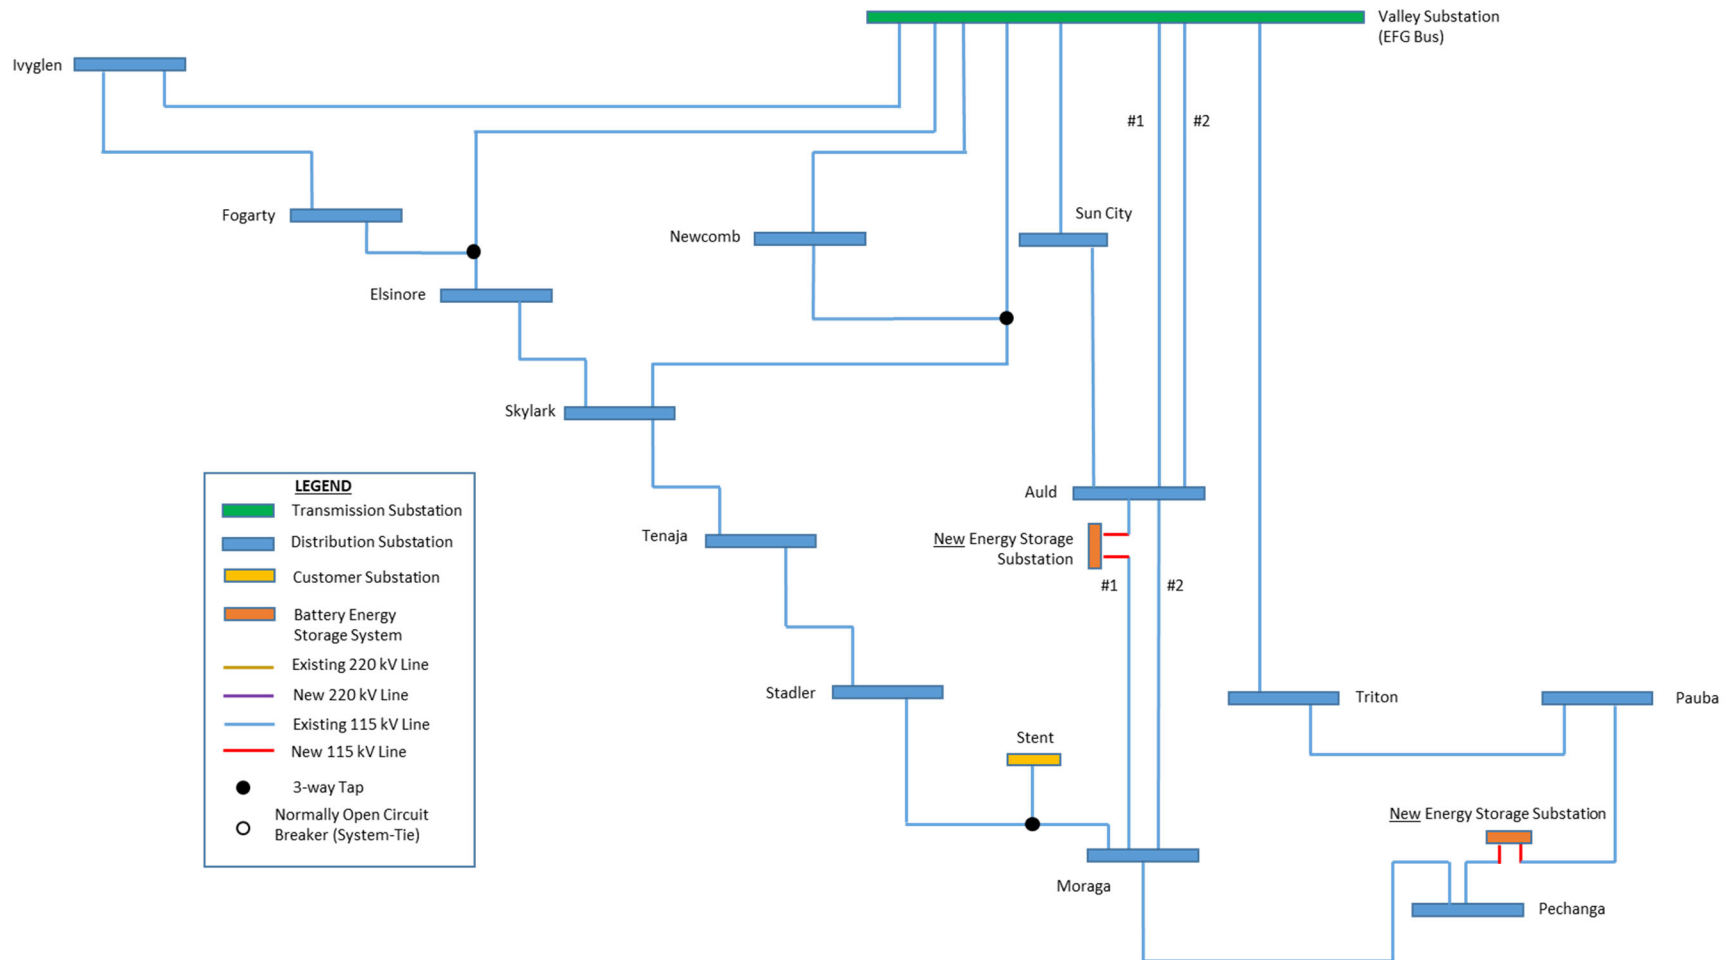 Valley Substation
(EFG Bus)
Ivyglen
#1
#2
Fogarty
Newcomb
Sun City
Elsinore
Skylark
LEGEND
Transmission Substation
Distribution Substation
Customer Substation
Battery Energy
Storage System
Existing 220 kV Line
New 220 kV Line
Existing 115 kV Line
New 115 kV Line
3-way Tap
Normally Open Circuit
Breaker (System-Tie)
Auld
Tenaja
New Energy Storage
Substation
#1
#2
Stadler
Triton
Pauba
Stent
New Energy Storage Substation
Moraga
Pechanga